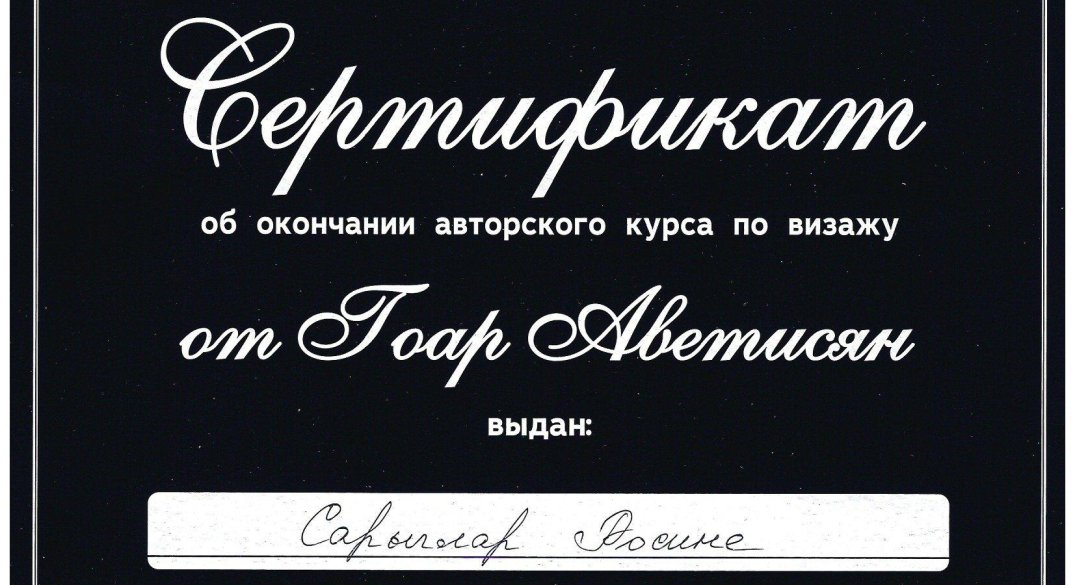 Сертификат
об окончании авторского курса по визажу
от Гоар Аветисян
выдан:
Сарыглар